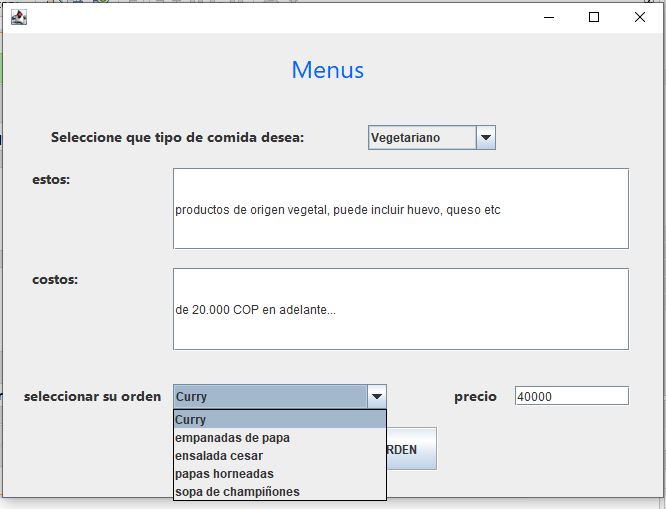 Menus
Seleccione que tipo de comida desea: Vegetariano
estos:
productos de origen vegetal, puede incluir huevo, queso etc
costos:
de 20.000 COP en adelante...
seleccionar su orden Curry precio 40000
Curry
empanadas de papa
ensalada cesar
RDEN
papas horneadas
sopa de champiñones